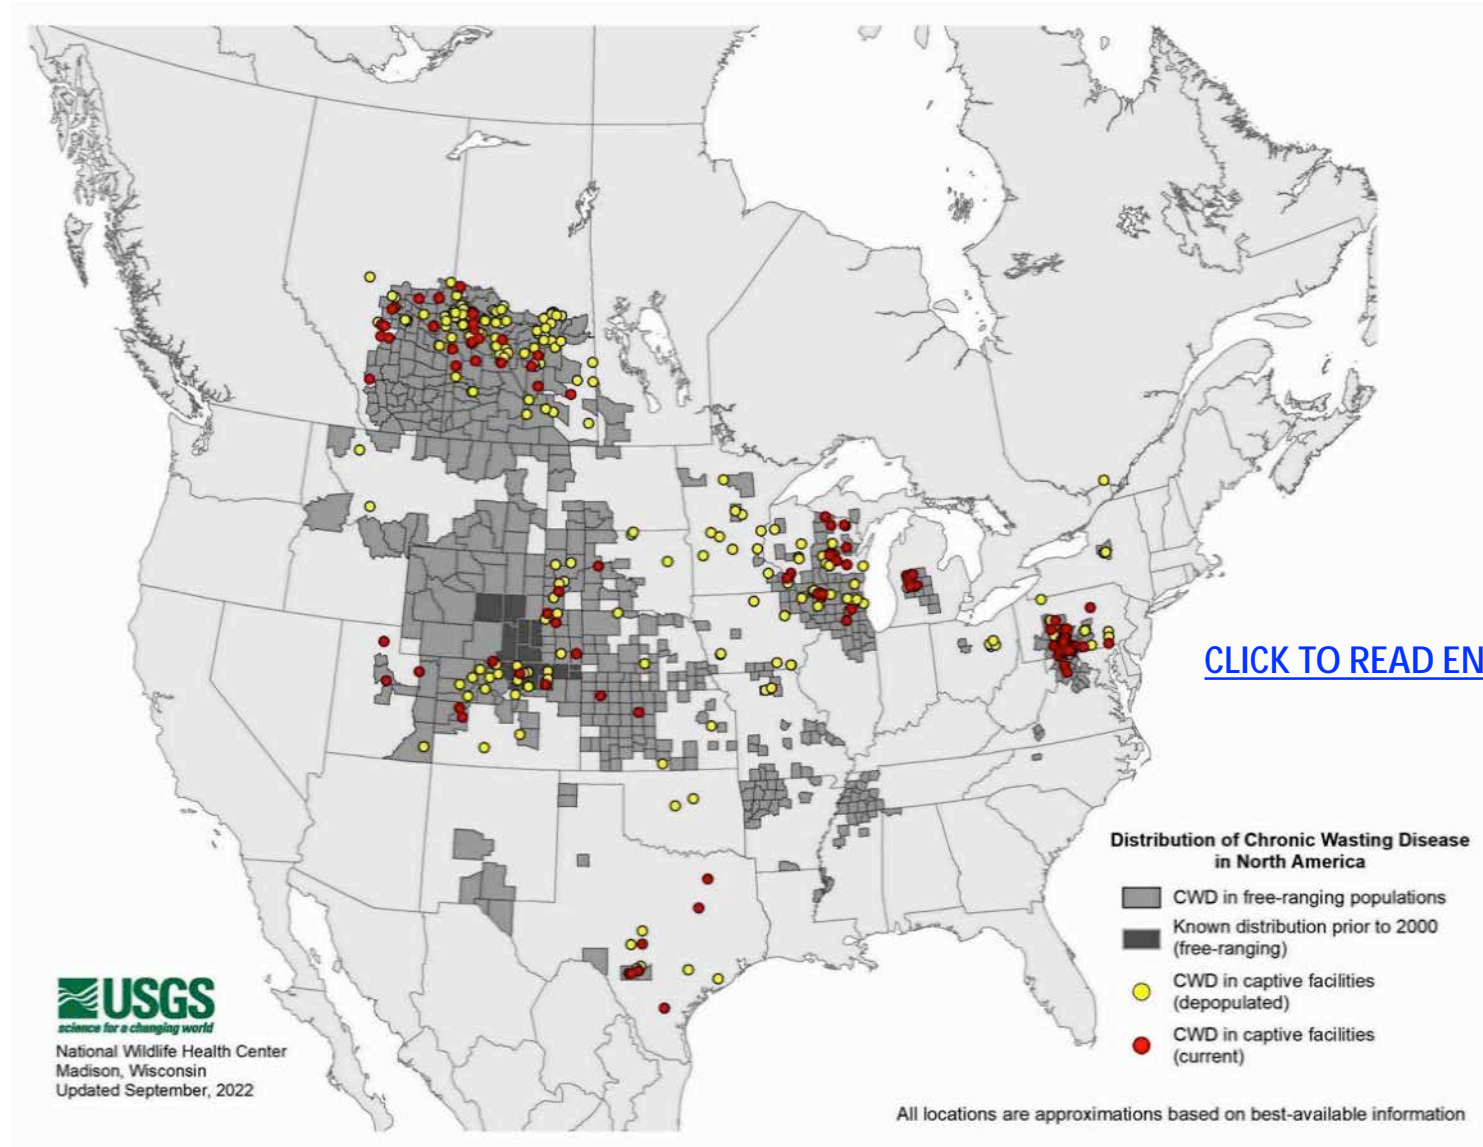 CLICK TO READ EN
Distribution of Chronic Wasting Disease
in North America
CWD in free-ranging populations
Known distribution prior to 2000
(free-ranging)
CWD in captive facilities
(depopulated)
CWD in captive facilities
(current)
USGS
science for a changing world
National Wildlife Health Center
Madison, Wisconsin
Updated September, 2022
All locations are approximations based on best-available information